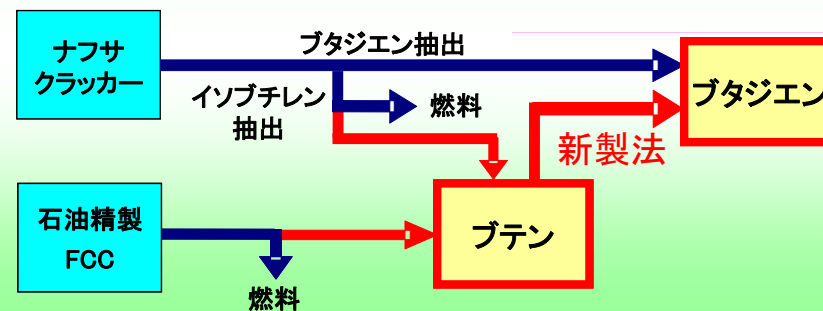 ナフサ
クラッカー
ブタジエン抽出
ブタジエン
イソブチレン
抽出
燃料
新製法
石油精製
FCC
ブテン
燃料